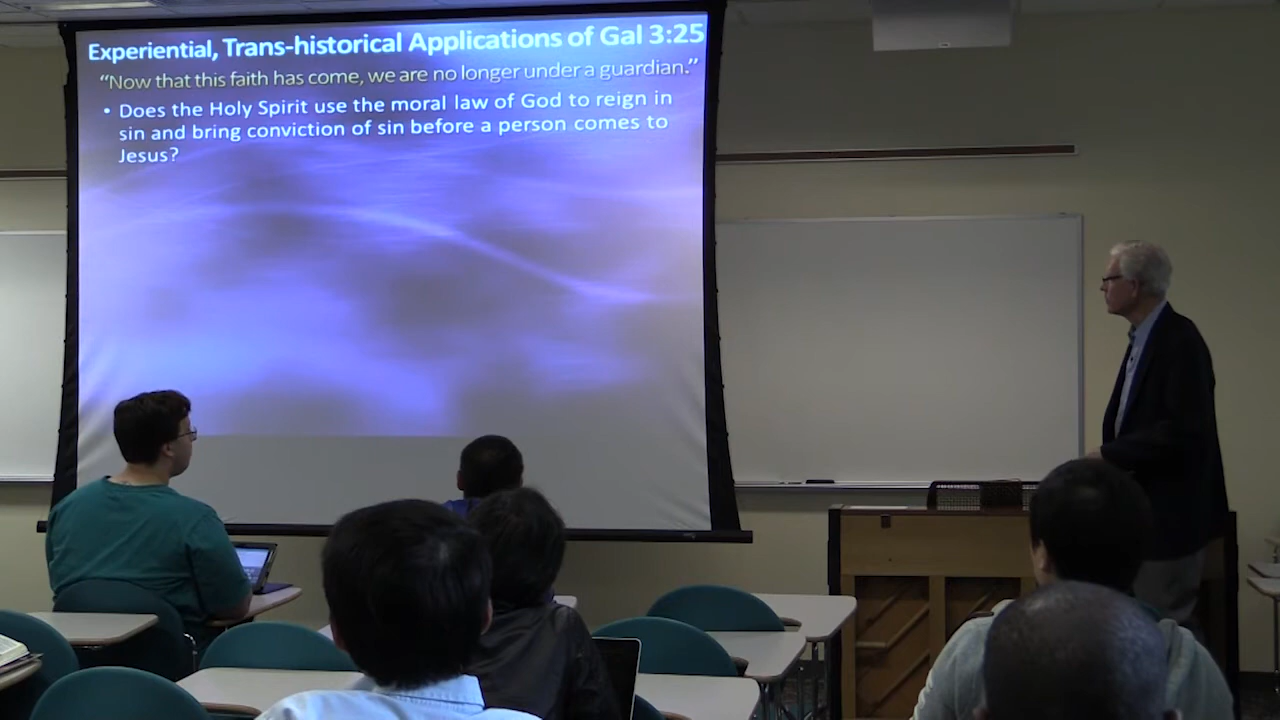 Experiential, Trans-historical Applications of Gal 3:25
“Now that this faith has come, we are no longer under a guardian.”
• Does the Holy Spirit use the moral law of God to reign in
sin and bring conviction of sin before a person comes to
Jesus?